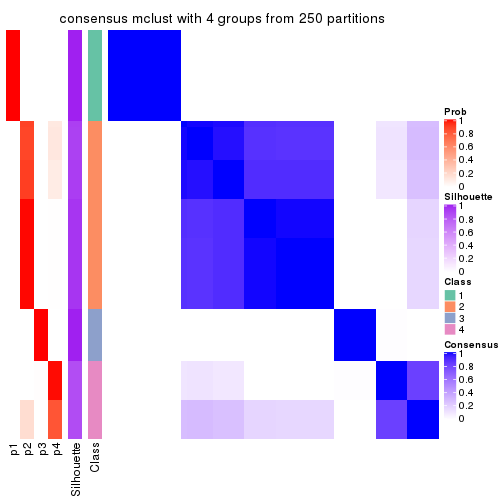 consensus mclust with 4 groups from 250 partitions
Prob
1
0.8
0.6
0.4
0.2
0
Silhouette
1
0.8
0.6
0.4
0.2
0
Class
1
2
3
4
Consensus
1
0.8
0.6
0.4
0.2
0
p1
p2
p3
p4
Silhouette
Class